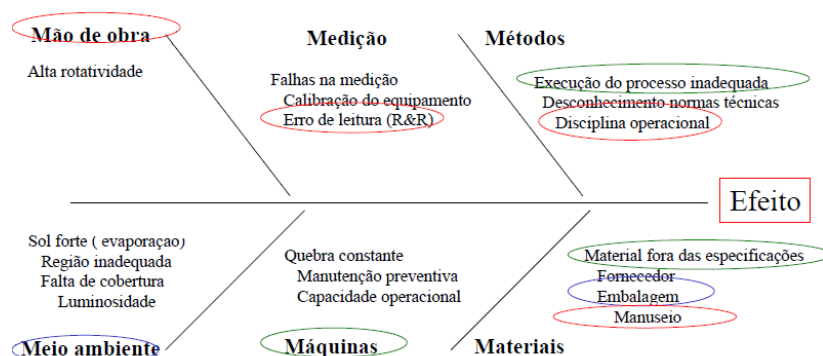 Mão de obra
Alta rotatividade
Medição
Falhas na medição
Calibração do equipamento
Erro de leitura (R&R)
Métodos
Execução do processo inadequada
Desconhecimento normas técnicas
Disciplina operacional
Efeito
Sol forte ( evaporaçao)
Região inadequada
Falta de cobertura
Luminosidade
Meio ambiente
Quebra constante
Manutenção preventiva
Capacidade operacional
Máquinas
Material fora das especificações
Fornecedor
Embalagem
Manuseio
Materiais